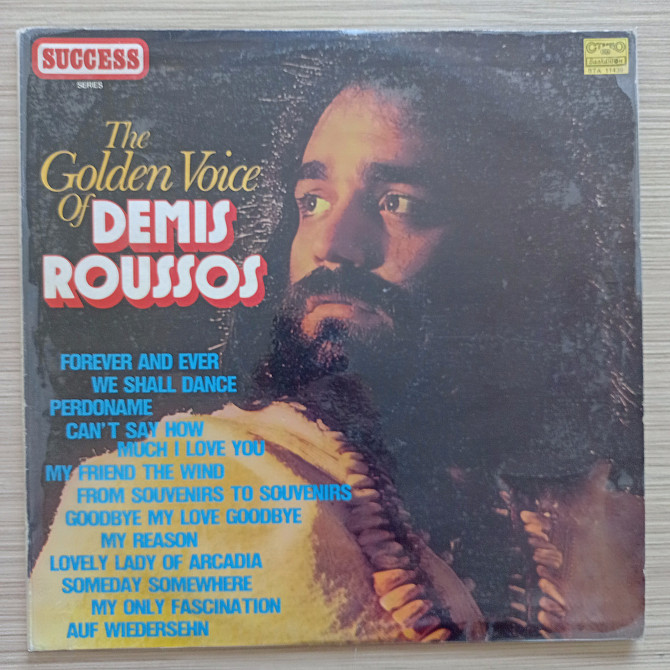 SUCCESS
SERIES
The
Golden Voice
Of DEMIS
ROUSSOS
FOREVER AND EVER
WE SHALL DANCE
PERDONAME
CAN'T SAY HOW
MUCH I LOVE YOU
MY FRIEND THE WIND
FROM SOUVENIRS TO SOUVENIRS
GOODBYE MY LOVE GOODBYE
MY REASON
LOVELY LADY OF ARCADIA
SOMEDAY SOMEWHERE
MY ONLY FASCINATION
AUF WIEDERSEHN